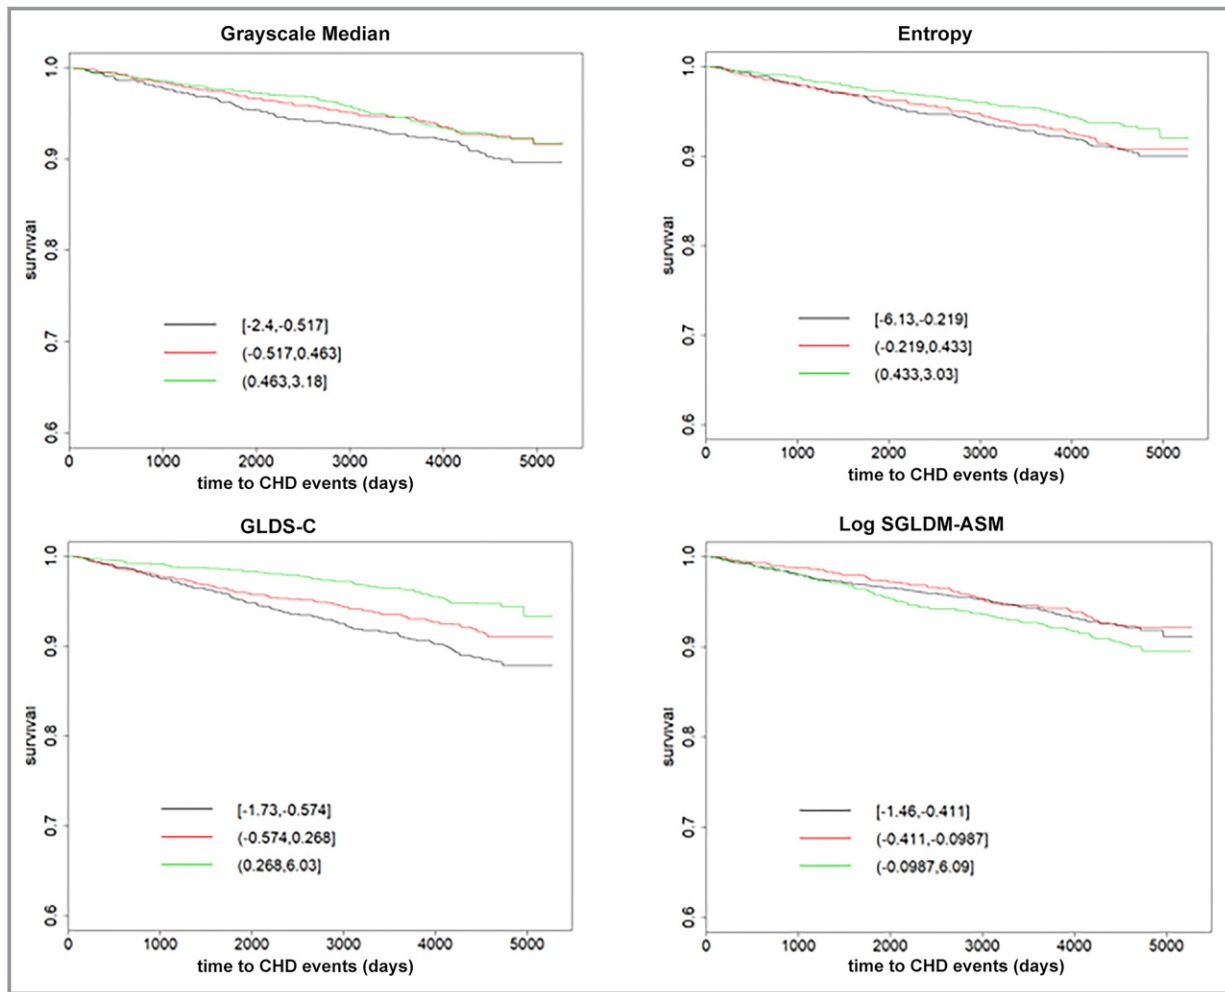 Grayscale Median
survival
1.0
0.9
0.8
0.7
0.6
[-2.4,-0.517]
(-0.517,0.463]
(0.463,3.18]
0 1000 2000 3000 4000 5000
time to CHD events (days)
Entropy
survival
1.0
0.9
0.8
0.7
0.6
[-6.13,-0.219]
(-0.219,0.433]
(0.433,3.03]
0 1000 2000 3000 4000 5000
time to CHD events (days)
GLDS-C
survival
1.0
0.9
0.8
0.7
0.6
[-1.73,-0.574]
(-0.574,0.268]
(0.268,6.03]
0 1000 2000 3000 4000 5000
time to CHD events (days)
Log SGLDM-ASM
survival
1.0
0.9
0.8
0.7
0.6
[-1.46,-0.411]
(-0.411,-0.0987]
(-0.0987,6.09]
0 1000 2000 3000 4000 5000
time to CHD events (days)